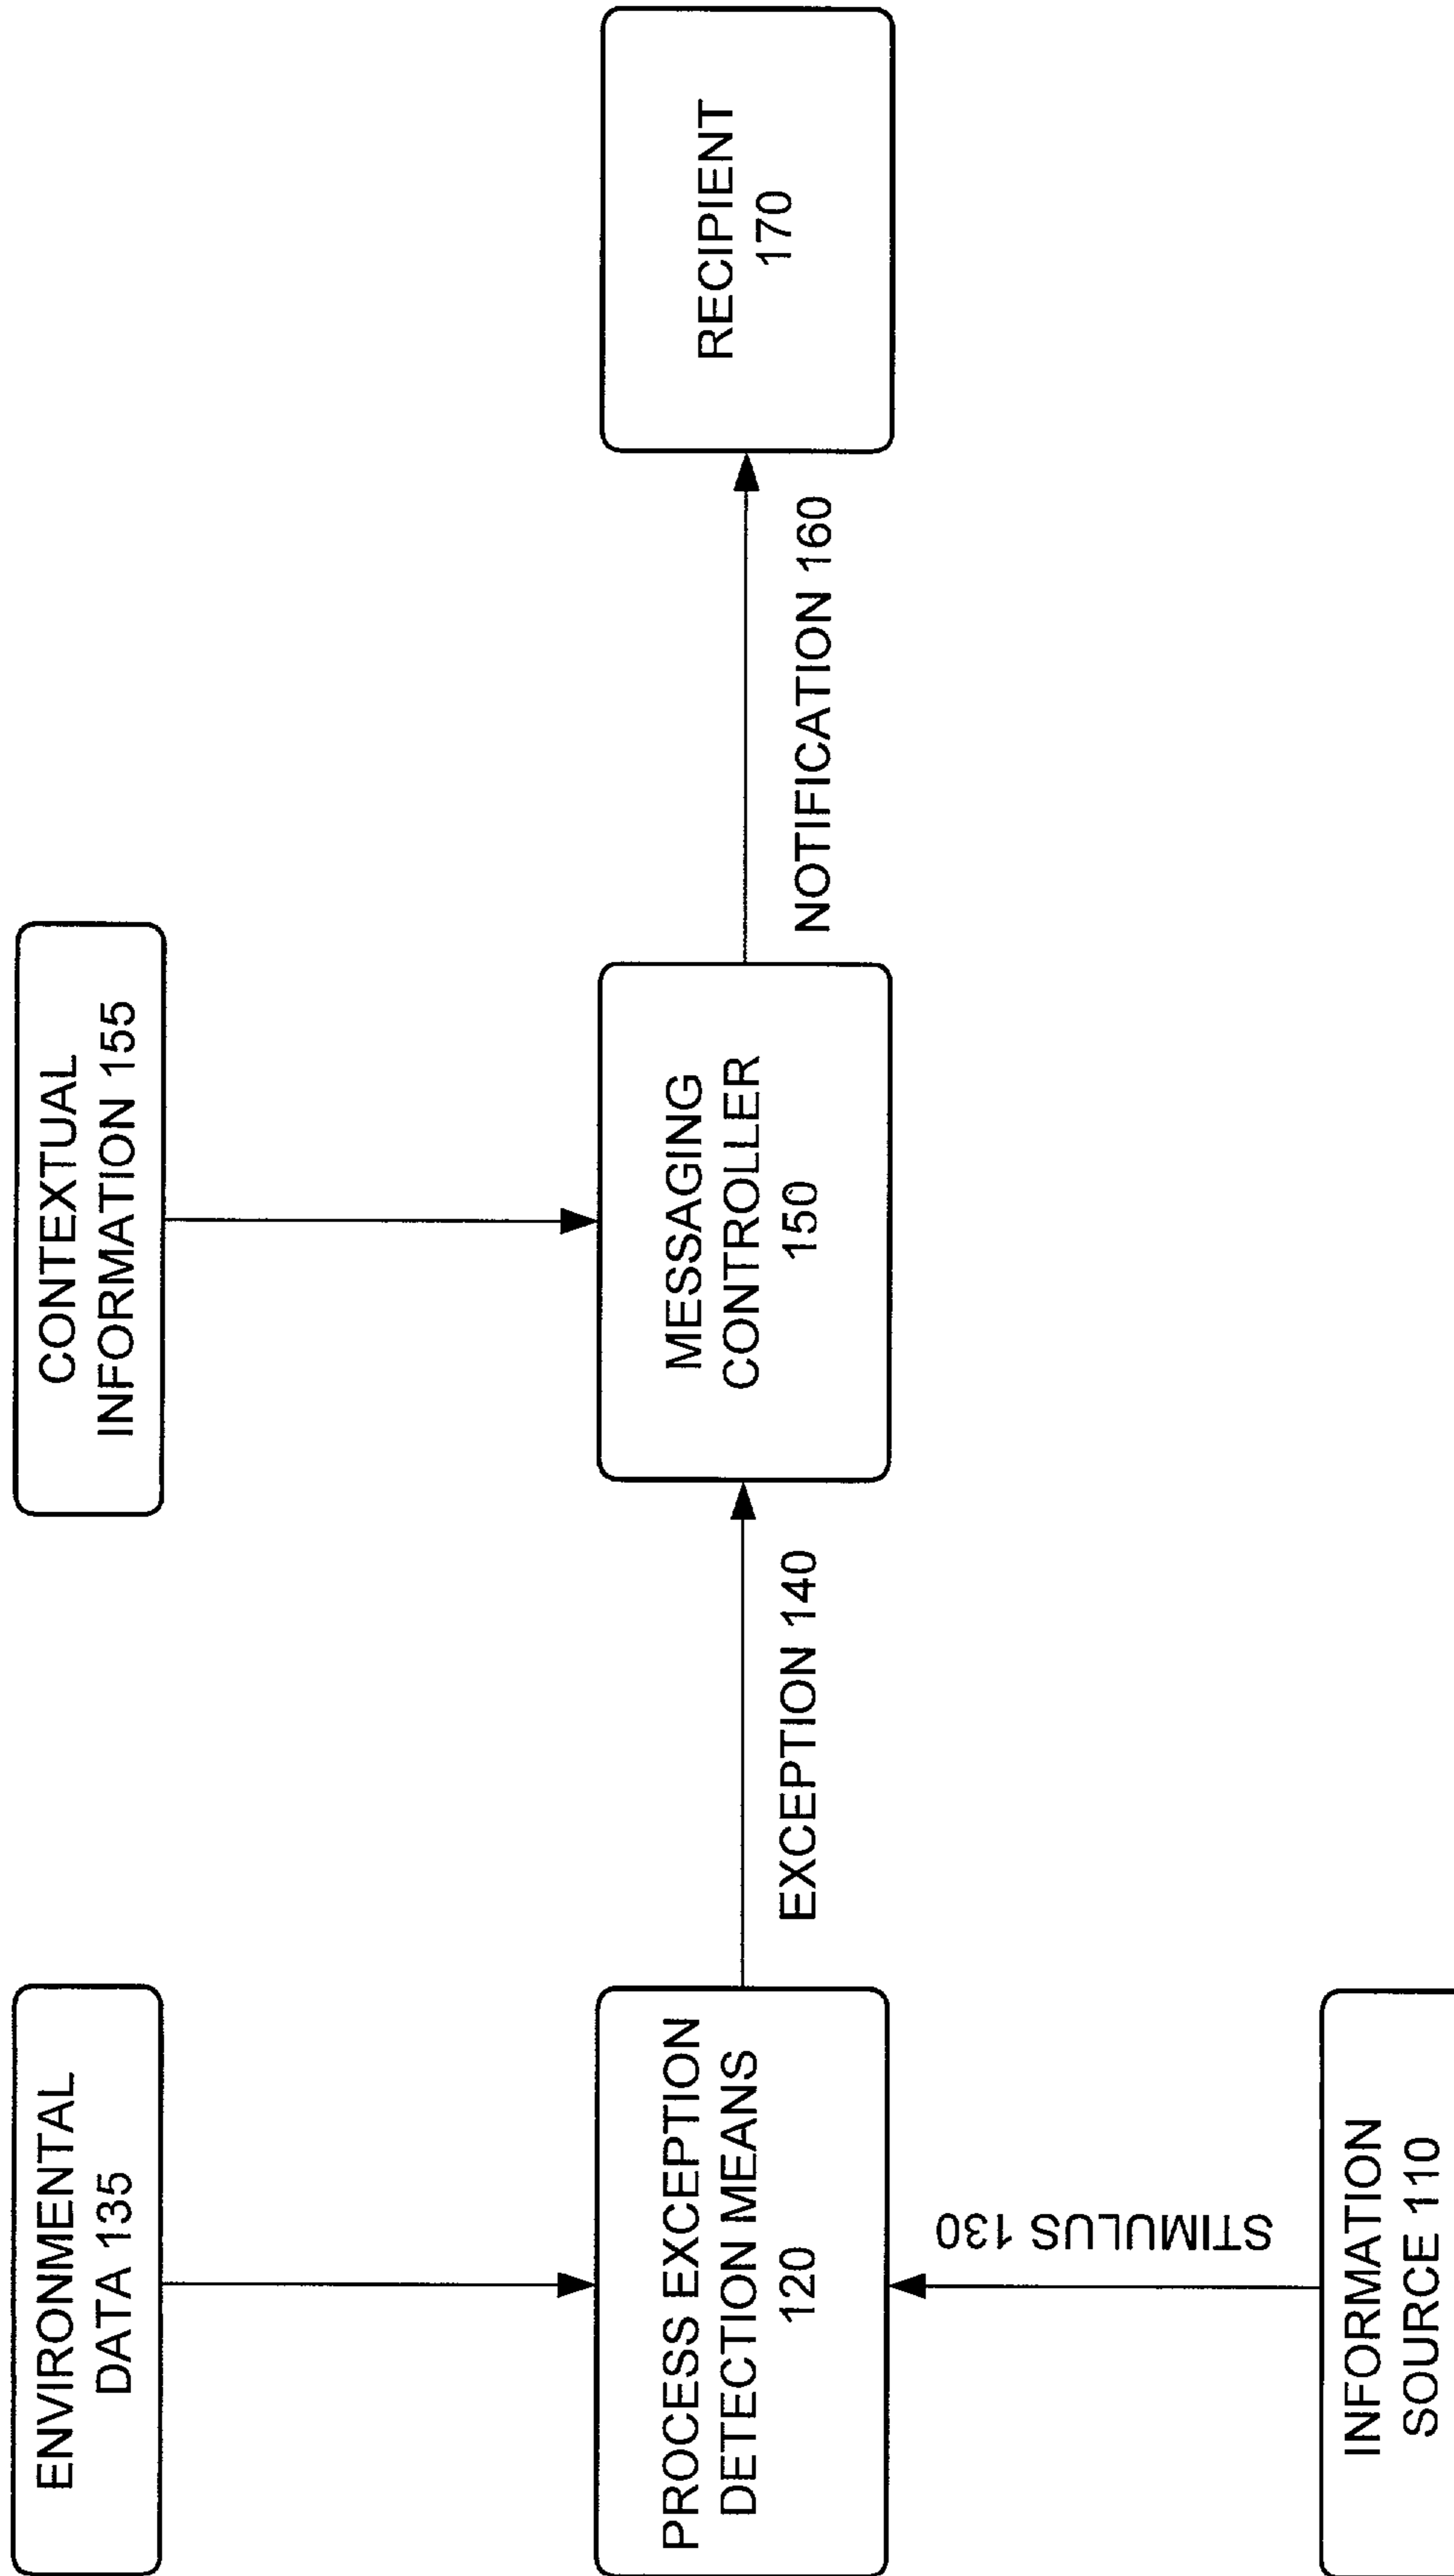 ENVIRONMENTAL
DATA 135
CONTEXTUAL
INFORMATION 155
PROCESS EXCEPTION
DETECTION MEANS
120
EXCEPTION 140
MESSAGING
CONTROLLER
150
NOTIFICATION 160
RECIPIENT
170
STIMULUS 130
INFORMATION
SOURCE 110